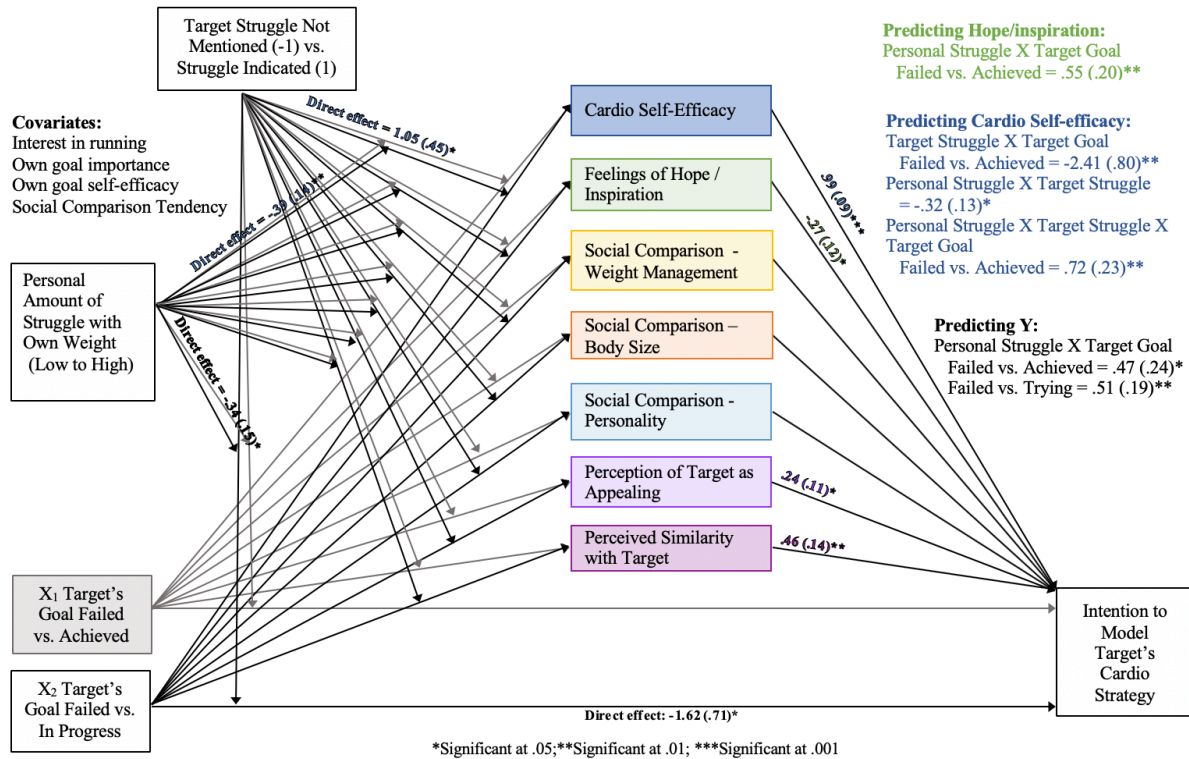 Target Struggle Not
Mentioned (-1) vs.
Struggle Indicated (1)
Predicting Hope/inspiration:
Personal Struggle X Target Goal
Failed vs. Achieved = .55 (.20)**
Covariates:
Interest in running
Own goal importance
Own goal self-efficacy
Social Comparison Tendency
Direct effect = 1.05 (.45)*
Cardio Self-Efficacy
Predicting Cardio Self-efficacy:
Target Struggle X Target Goal
Failed vs. Achieved = -2.41 (.80)**
Personal Struggle X Target Struggle
= -.32 (.13)*
Personal Struggle X Target Struggle X
Target Goal
Failed vs. Achieved = .72 (.23)**
Direct effect = -.39 (.14)**
Feelings of Hope /
Inspiration
.99 (.09)***
-.27 (.12)*
Personal
Amount of
Struggle with
Own Weight
(Low to High)
Social Comparison -
Weight Management
Direct effect = -.34 (.15)*
Social Comparison –
Body Size
Predicting Y:
Personal Struggle X Target Goal
Failed vs. Achieved = .47 (.24)*
Failed vs. Trying = .51 (.19)**
Social Comparison -
Personality
Perception of Target as
Appealing
.24 (.11)*
Perceived Similarity
with Target
.46 (.14)**
X1 Target's
Goal Failed
vs. Achieved
Intention to
Model
Target's
Cardio
Strategy
X2 Target's
Goal Failed vs.
In Progress
Direct effect: -1.62 (.71)*
*Significant at .05;**Significant at .01; ***Significant at .001